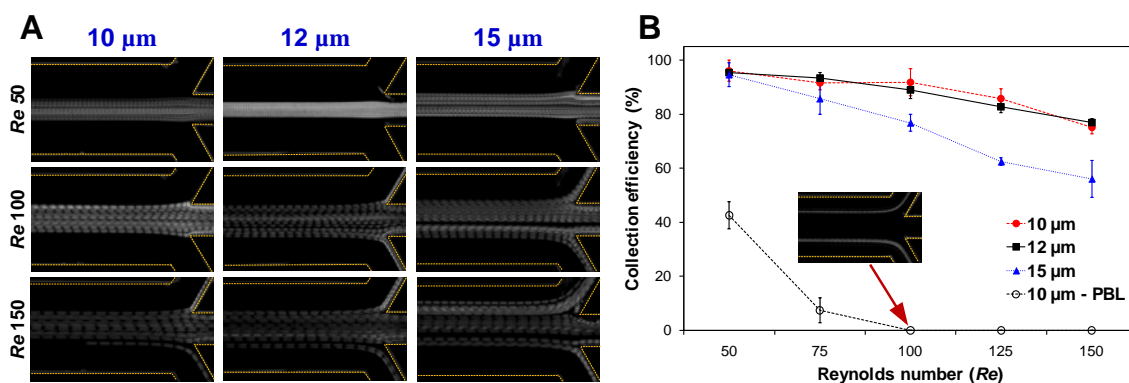 A
10 µm 12 µm 15 µm
Re 50
Re 100
Re 150
B
Collection efficiency (%)
100
80
60
40
20
0
10 µm
12 µm
15 µm
10 µm - PBL
50 75 100 125 150
Reynolds number (Re)